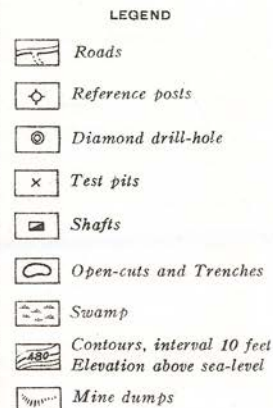 LEGEND
Roads
Reference posts
Diamond drill-hole
Test pits
Shafts
Open-cuts and Trenches
Swamp
480
Contours, interval 10 feet
Elevation above sea-level
Mine dumps